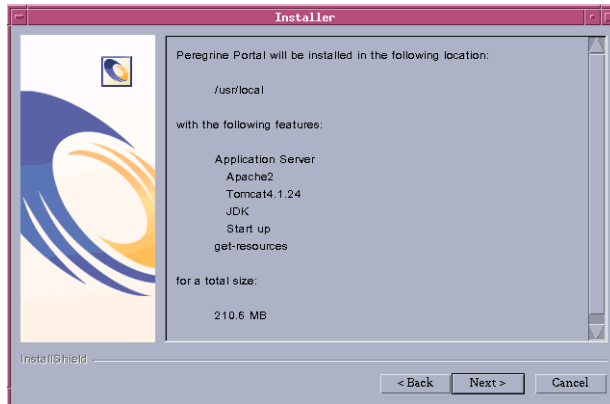 Installer
Peregrine Portal will be installed in the following location:
/usr/local
with the following features:
Application Server
Apache2
Tomcat4.1.24
JDK
Start up
get-resources
for a total size:
210.6 MB
InstallShield
< Back
Next >
Cancel